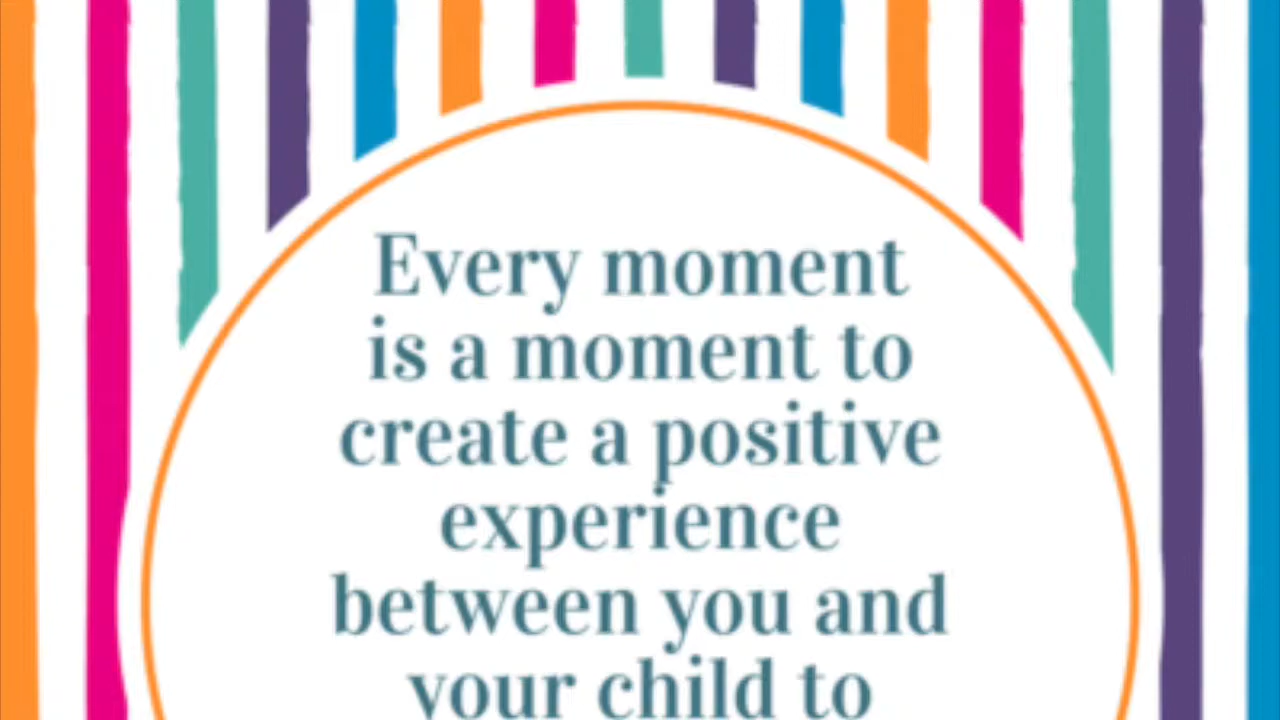 Every moment
is a moment to
create a positive
experience
between you and
your child to